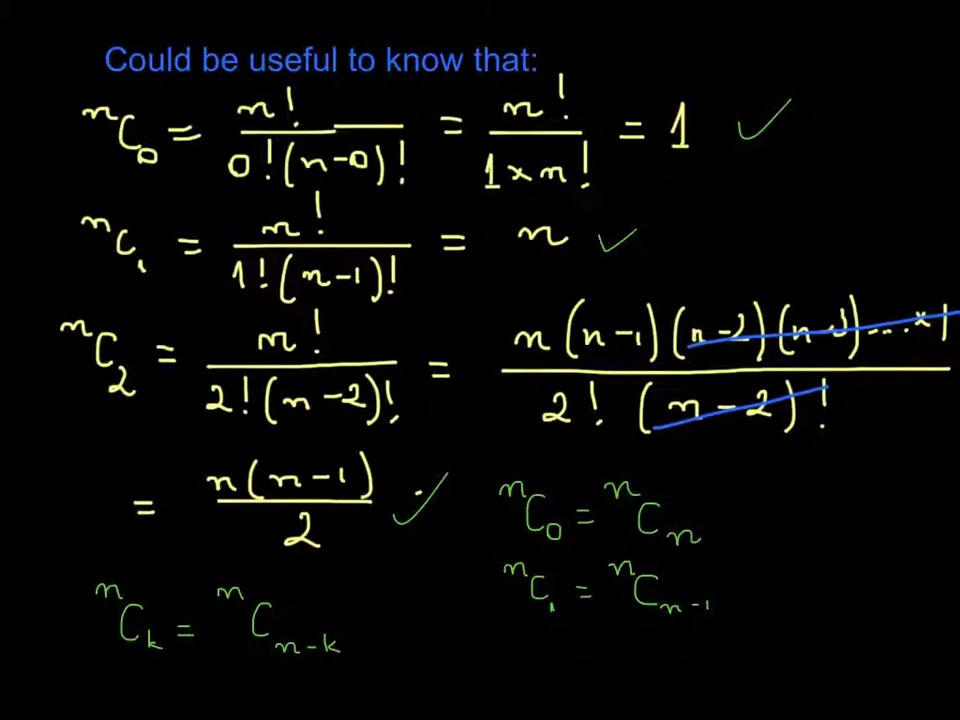 Could be useful to know that:
ⁿC₀ = n! / 0!(n-0)! = n! / 1×n! = 1 ✓
ⁿC₁ = n! / 1!(n-1)! = n ✓
ⁿC₂ = n! / 2!(n-2)! = n(n-1)(n-2)(n-3)....×1 / 2!(n-2)!
= n(n-1) / 2 ✓
ⁿC₀ = ⁿCₙ
ⁿC₁ = ⁿCₙ₋₁
ⁿCₖ = ⁿCₙ₋ₖ